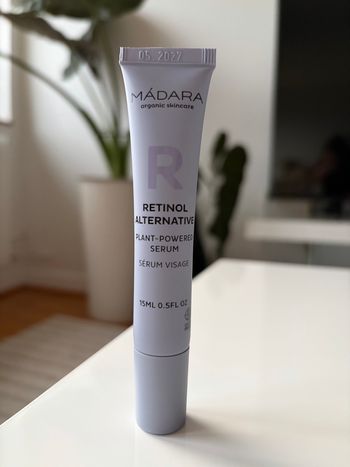 05.2027
MÁDARA
organic skincare
R
RETINOL
ALTERNATIVE
PLANT-POWERED
SERUM
SÉRUM VISAGE
15ML 0.5FL OZ